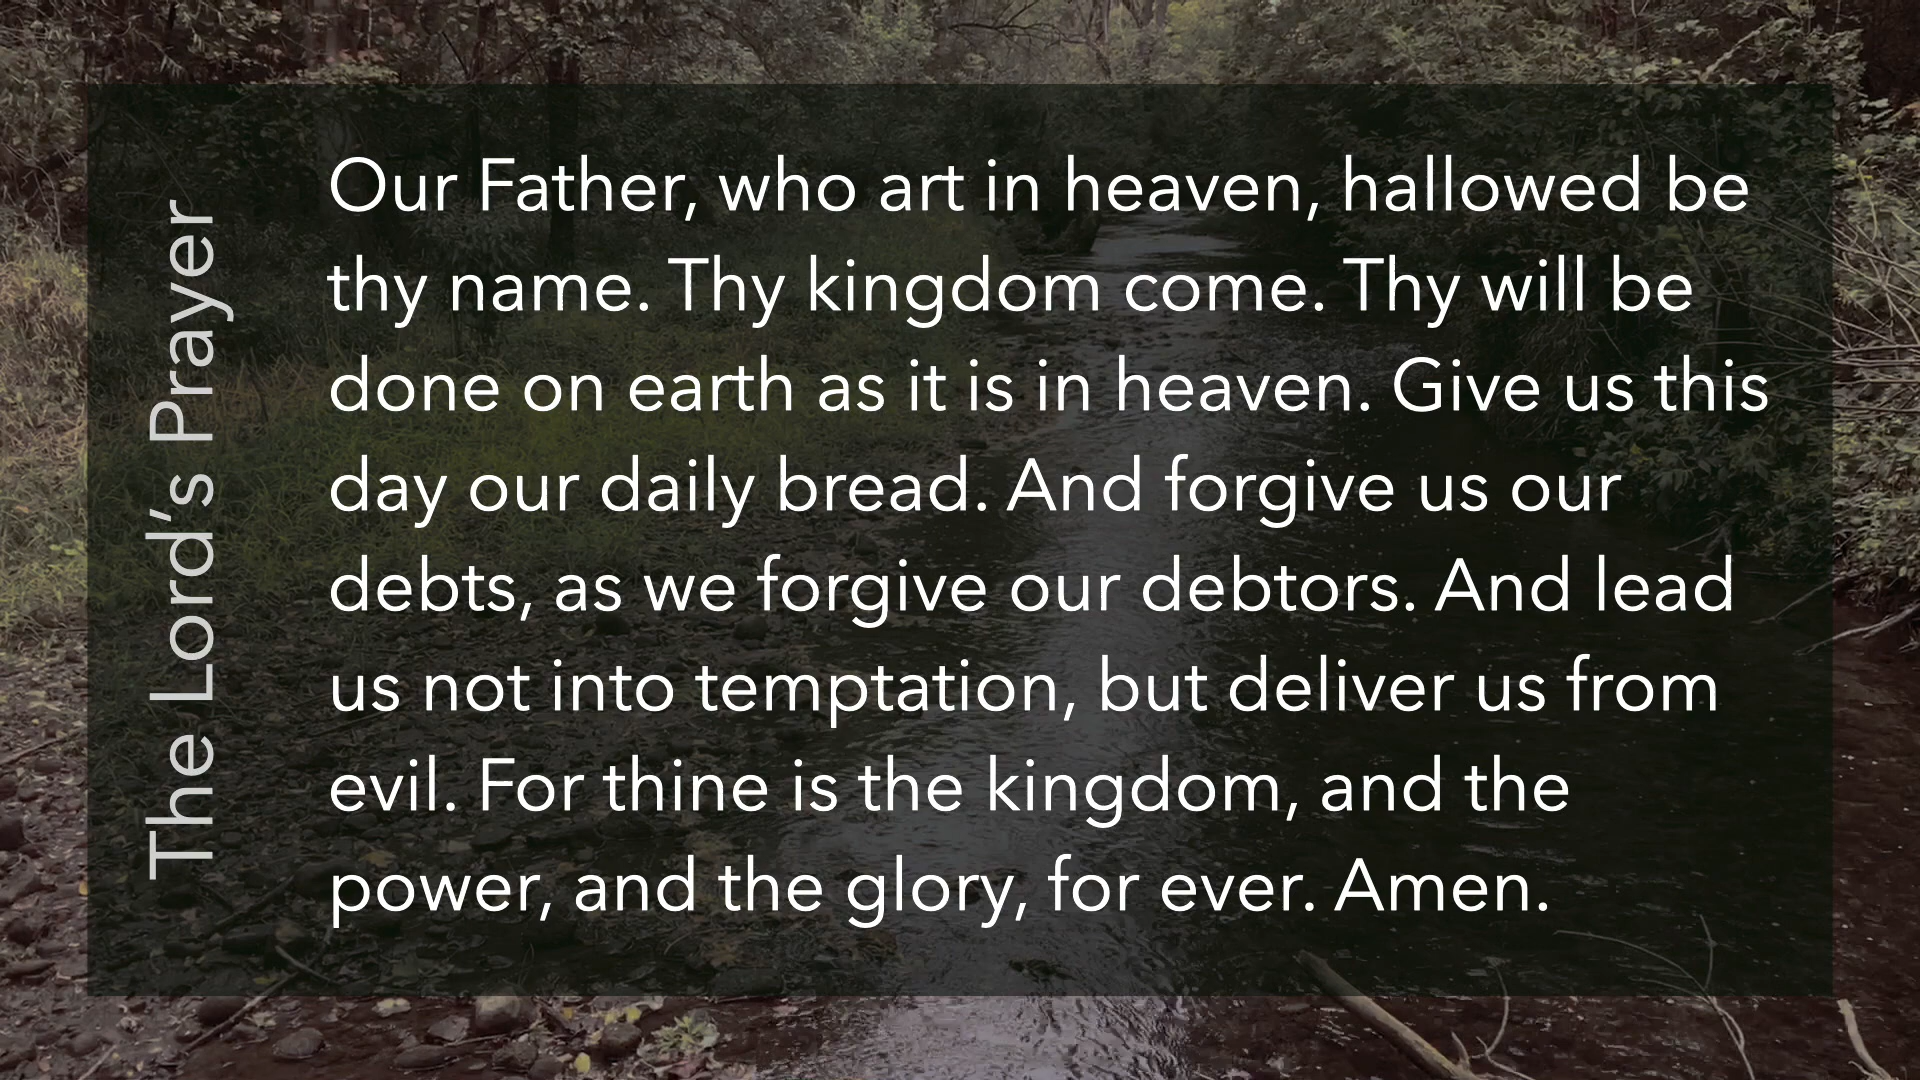 The Lord's Prayer
Our Father, who art in heaven, hallowed be
thy name. Thy kingdom come. Thy will be
done on earth as it is in heaven. Give us this
day our daily bread. And forgive us our
debts, as we forgive our debtors. And lead
us not into temptation, but deliver us from
evil. For thine is the kingdom, and the
power, and the glory, for ever. Amen.